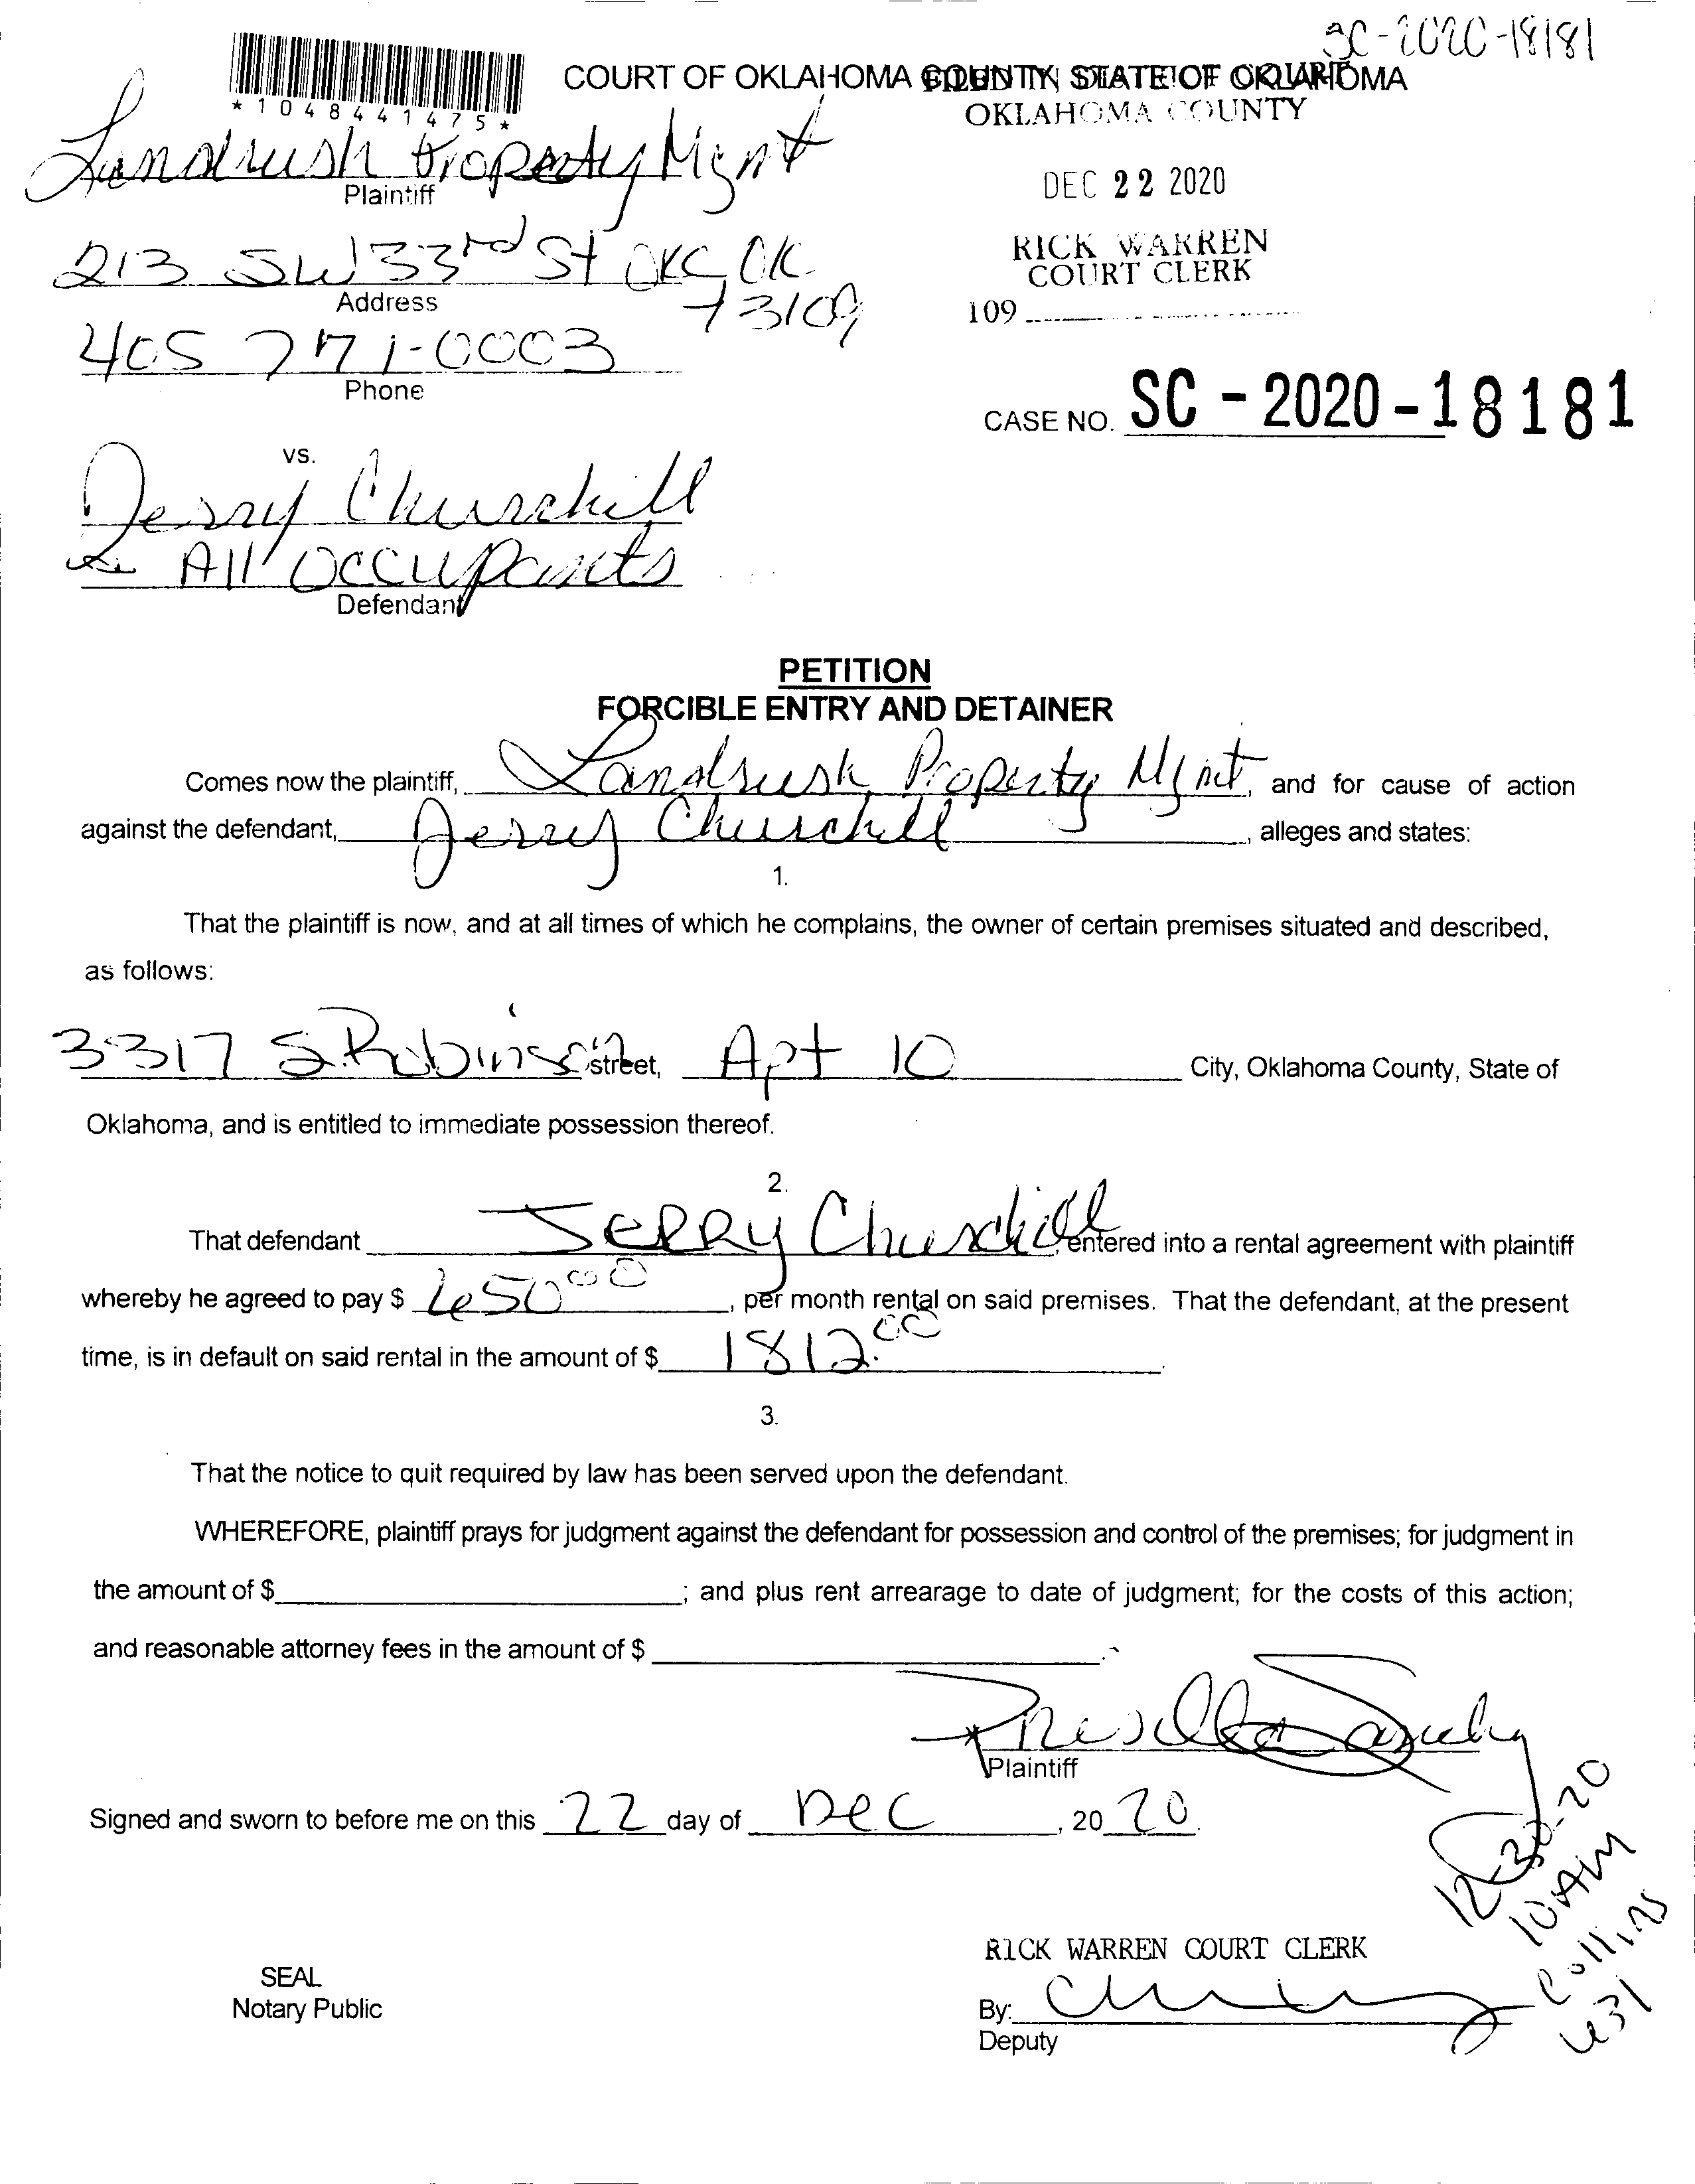 SC-2020-18181
COURT OF OKLAHOMA COUNTY, STATE OF OKLAHOMA
FILED IN DISTRICT COURT
OKLAHOMA COUNTY
*1048441475*
Landrush Property Mgmt
Plaintiff
DEC 22 2020
213 SW 33rd St OKC, OK
73109
Address
RICK WARREN
COURT CLERK
109
405 771-0003
Phone
CASE NO. SC-2020-18181
vs.
Jerry Churchill
& All Occupants
Defendant
PETITION
FORCIBLE ENTRY AND DETAINER
Comes now the plaintiff, Landrush Property Mgmt, and for cause of action
against the defendant, Jerry Churchill, alleges and states:
1.
That the plaintiff is now, and at all times of which he complains, the owner of certain premises situated and described,
as follows:
3317 S. Robinson street, Apt 10 City, Oklahoma County, State of
Oklahoma, and is entitled to immediate possession thereof.
2.
That defendant Jerry Churchill, entered into a rental agreement with plaintiff
whereby he agreed to pay $ 650.00, per month rental on said premises. That the defendant, at the present
time, is in default on said rental in the amount of $ 1812.00.
3.
That the notice to quit required by law has been served upon the defendant.
WHEREFORE, plaintiff prays for judgment against the defendant for possession and control of the premises; for judgment in
the amount of $ ; and plus rent arrearage to date of judgment; for the costs of this action;
and reasonable attorney fees in the amount of $ .
Plaintiff
Signed and sworn to before me on this 22 day of Dec, 2020.
12-30-20
10 AM
Collins
631
RICK WARREN COURT CLERK
SEAL
Notary Public
By:
Deputy